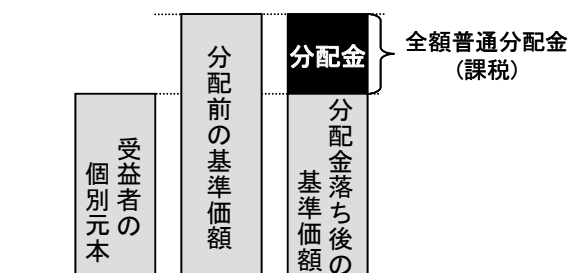 分配金
全額普通分配金
(課税)
受益者の
個別元本
分配前の基準価額
分配金落ち後の
基準価額